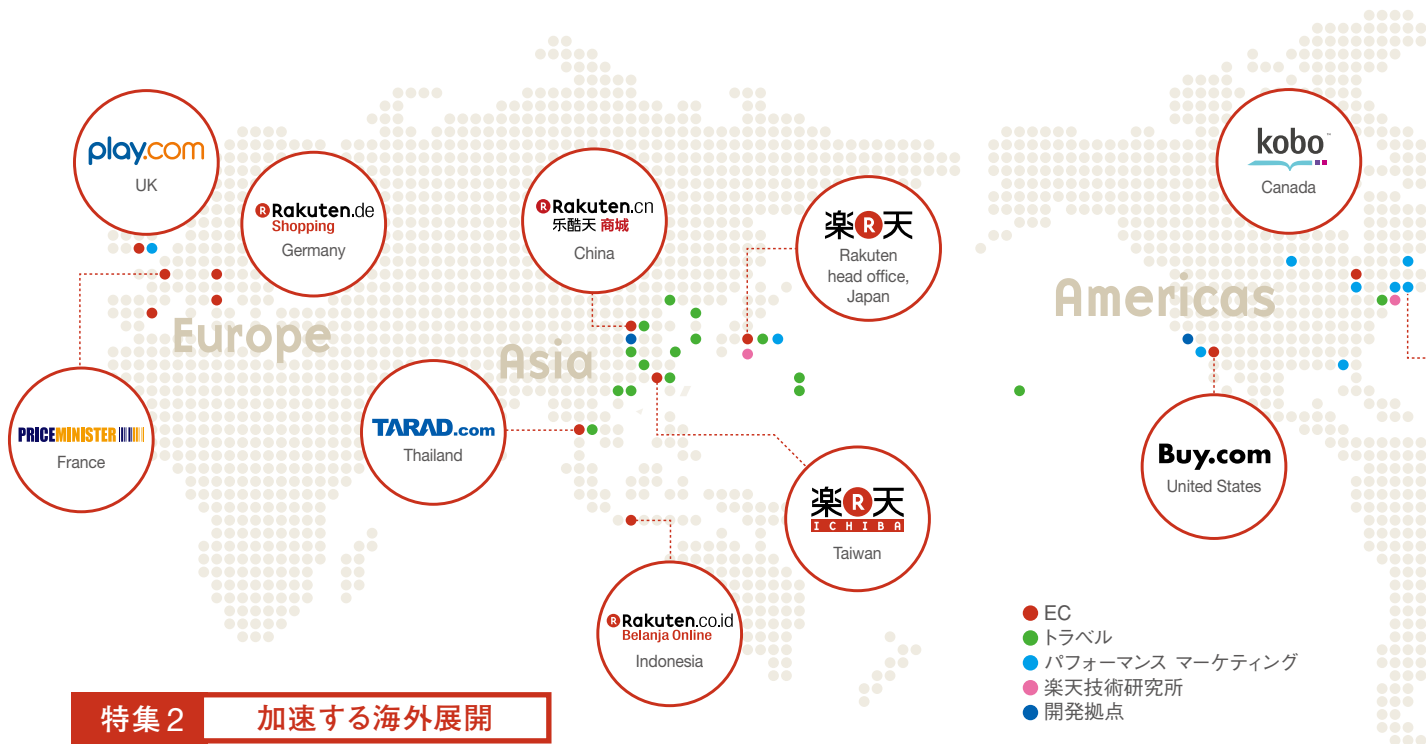 play.com
UK
Rakuten.de
Shopping
Germany
Rakuten.cn
乐酷天 商城
China
楽R天
Rakuten
head office,
Japan
kobo™
Canada
Europe
Asia
Americas
PRICEMINISTER
France
TARAD.com
Thailand
楽R天
ICHIBA
Taiwan
Buy.com
United States
Rakuten.co.id
Belanja Online
Indonesia
EC
トラベル
パフォーマンス マーケティング
楽天技術研究所
開発拠点
特集2 加速する海外展開